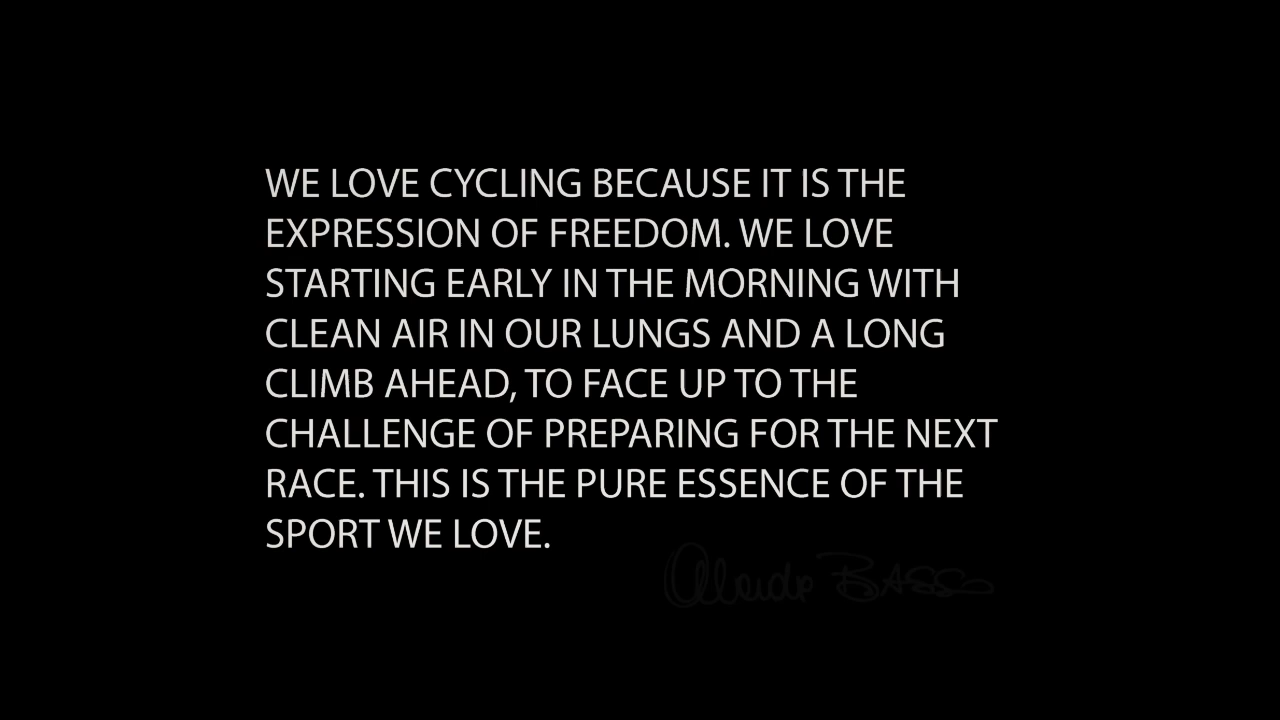 WE LOVE CYCLING BECAUSE IT IS THE
EXPRESSION OF FREEDOM. WE LOVE
STARTING EARLY IN THE MORNING WITH
CLEAN AIR IN OUR LUNGS AND A LONG
CLIMB AHEAD, TO FACE UP TO THE
CHALLENGE OF PREPARING FOR THE NEXT
RACE. THIS IS THE PURE ESSENCE OF THE
SPORT WE LOVE.
BASSO